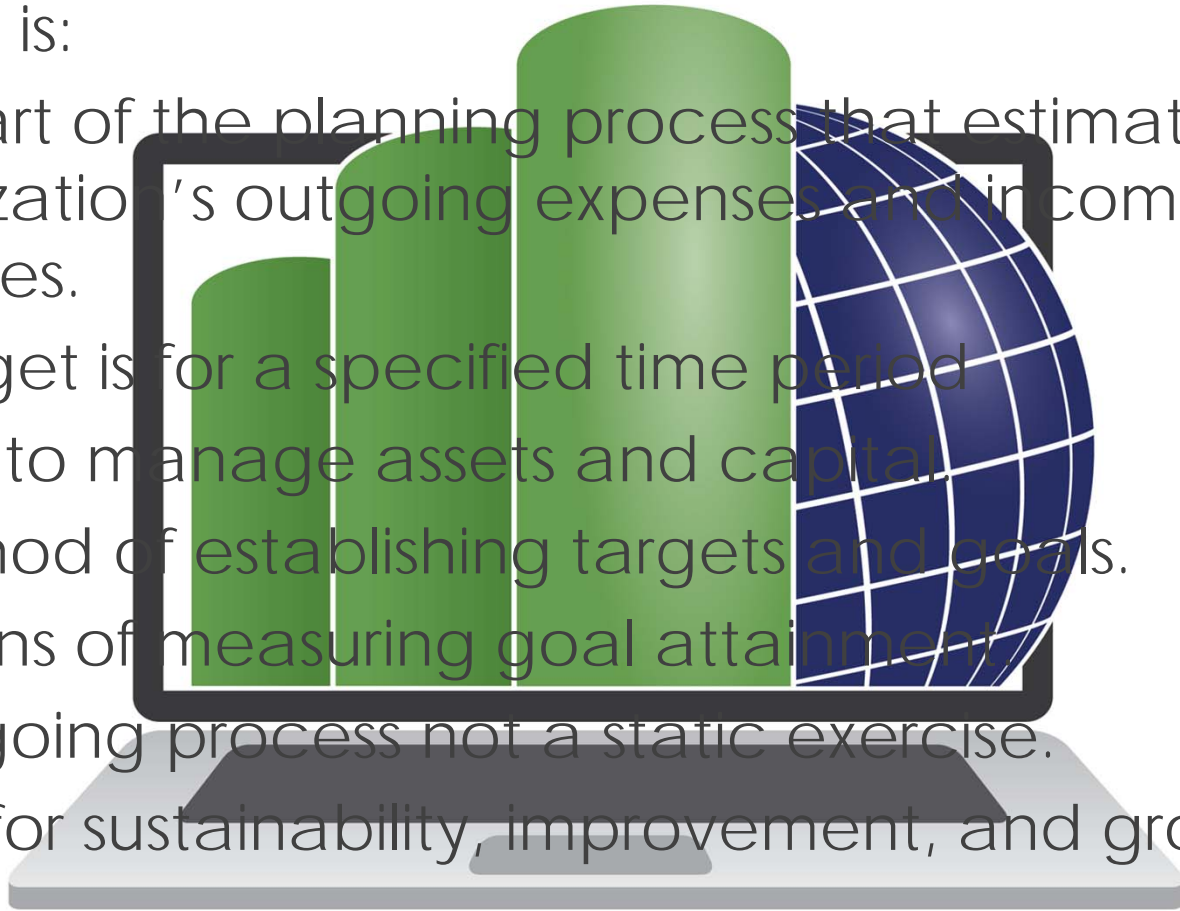 is:
art of the planning process that estimat
zation's outgoing expenses and incom
es.
get is for a specified time period
to manage assets and capital.
hod of establishing targets and goals.
ns of measuring goal attainment.
going process not a static exercise.
for sustainability, improvement, and gro